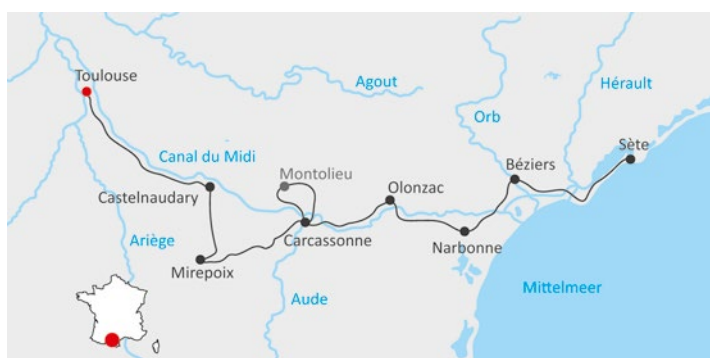 Toulouse
Agout
Hérault
Orb
Canal du Midi
Sète
Béziers
Montolieu
Olonzac
Castelnaudary
Ariège
Carcassonne
Narbonne
Mirepoix
Aude
Mittelmeer